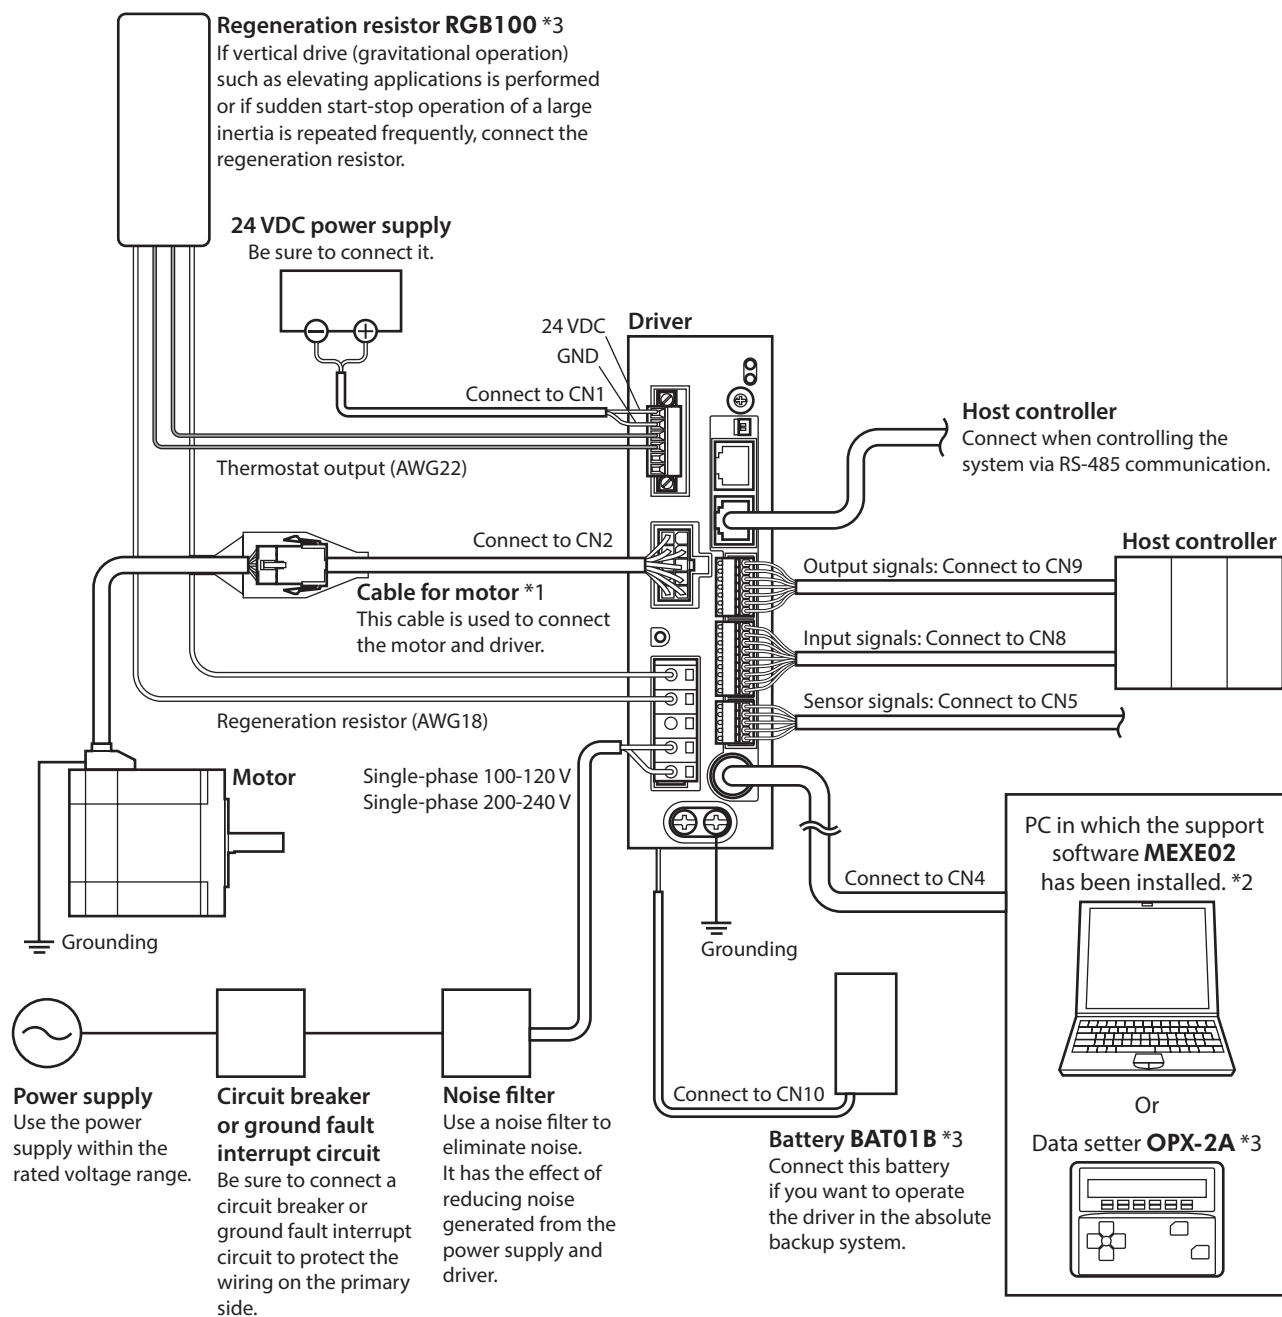 Regeneration resistor RGB100 *3
If vertical drive (gravitational operation)
such as elevating applications is performed
or if sudden start-stop operation of a large
inertia is repeated frequently, connect the
regeneration resistor.
24 VDC power supply
Be sure to connect it.
24 VDC
GND
Driver
Connect to CN1
Thermostat output (AWG22)
Host controller
Connect when controlling the
system via RS-485 communication.
Connect to CN2
Cable for motor *1
This cable is used to connect
the motor and driver.
Host controller
Output signals: Connect to CN9
Input signals: Connect to CN8
Sensor signals: Connect to CN5
Regeneration resistor (AWG18)
Motor
Single-phase 100-120 V
Single-phase 200-240 V
Grounding
Grounding
Connect to CN4
PC in which the support
software MEXE02
has been installed. *2
Or
Data setter OPX-2A *3
Power supply
Use the power
supply within the
rated voltage range.
Circuit breaker
or ground fault
interrupt circuit
Be sure to connect a
circuit breaker or
ground fault interrupt
circuit to protect the
wiring on the primary
side.
Noise filter
Use a noise filter to
eliminate noise.
It has the effect of
reducing noise
generated from the
power supply and
driver.
Connect to CN10
Battery BAT01B *3
Connect this battery
if you want to operate
the driver in the absolute
backup system.